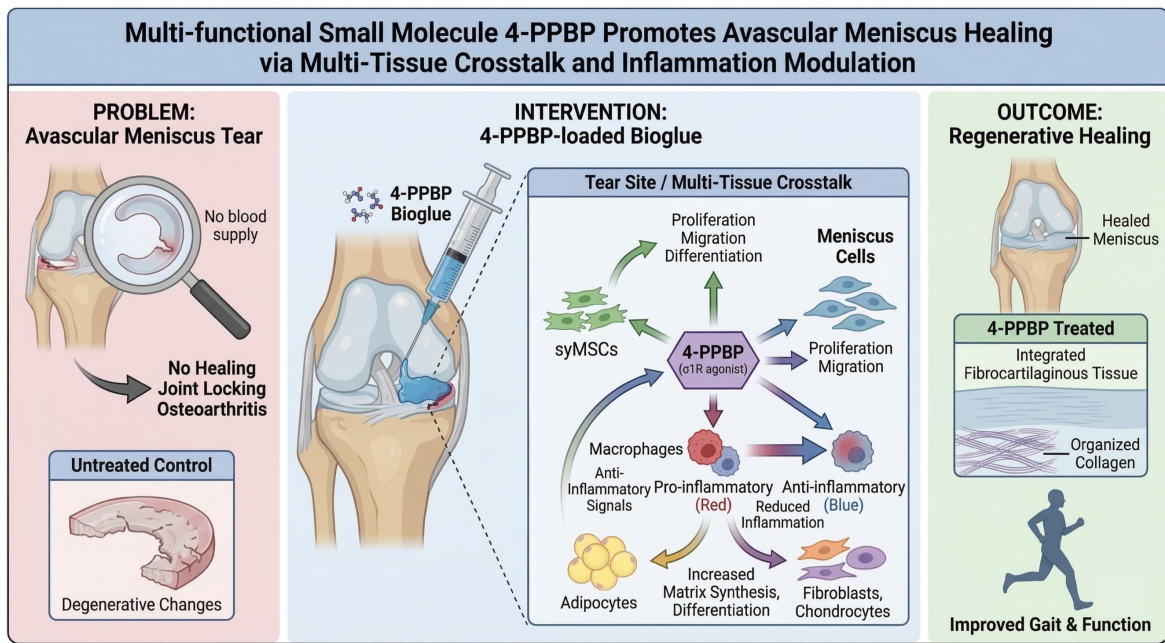 Multi-functional Small Molecule 4-PPBP Promotes Avascular Meniscus Healing
via Multi-Tissue Crosstalk and Inflammation Modulation
PROBLEM:
Avascular Meniscus Tear
No blood
supply
No Healing
Joint Locking
Osteoarthritis
Untreated Control
Degenerative Changes
INTERVENTION:
4-PPBP-loaded Bioglue
4-PPBP
Bioglue
Tear Site / Multi-Tissue Crosstalk
Proliferation
Migration
Differentiation
Meniscus
Cells
syMSCs
4-PPBP
(σ1R agonist)
Proliferation
Migration
Macrophages
Anti-
Inflammatory
Signals
Pro-inflammatory
(Red)
Reduced
Inflammation
Anti-inflammatory
(Blue)
Adipocytes
Increased
Matrix Synthesis,
Differentiation
Fibroblasts,
Chondrocytes
OUTCOME:
Regenerative Healing
Healed
Meniscus
4-PPBP Treated
Integrated
Fibrocartilaginous Tissue
Organized
Collagen
Improved Gait & Function